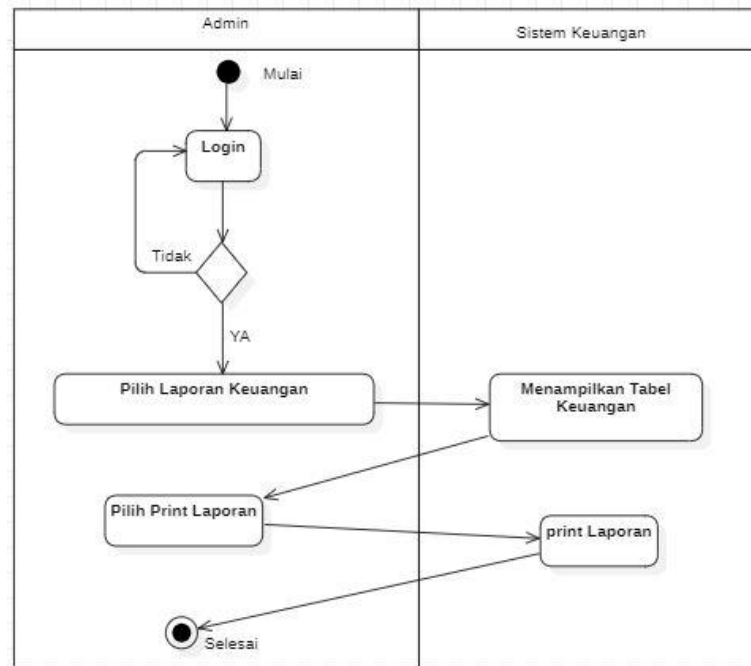 Admin
Sistem Keuangan
Mulai
Login
Tidak
YA
Pilih Laporan Keuangan
Menampilkan Tabel
Keuangan
Pilih Print Laporan
print Laporan
Selesai